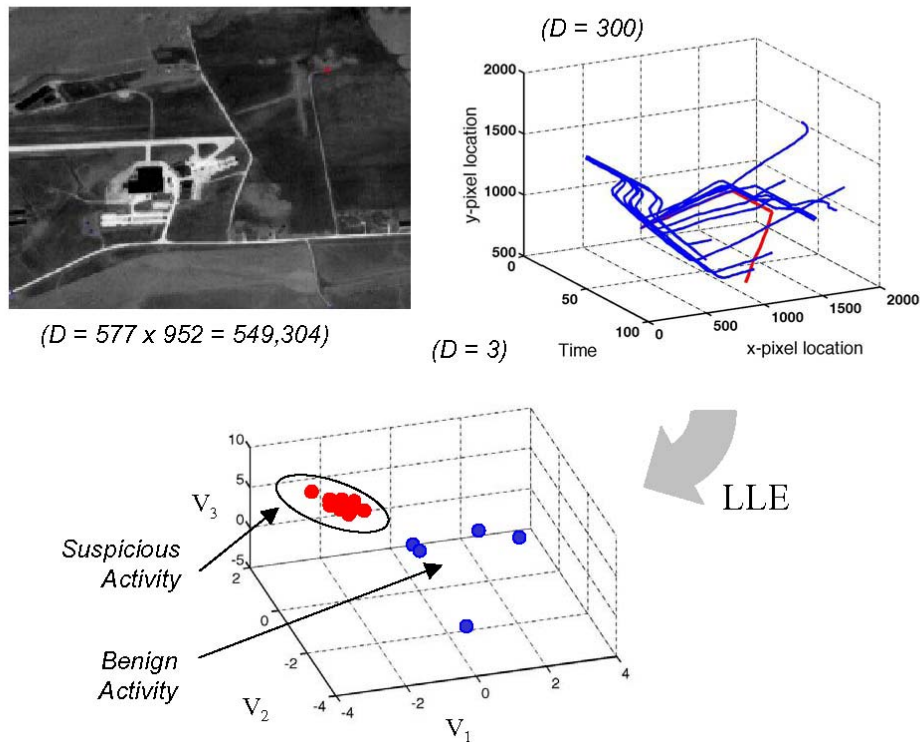 (D = 300)
2000
1500
y-pixel location
1000
500
0
50
100
0
500
1000
1500
2000
Time
x-pixel location
(D = 577 x 952 = 549,304)
(D = 3)
10
5
V3
0
-5
2
0
-2
-4
-4
-2
0
2
4
V2
V1
LLE
Suspicious
Activity
Benign
Activity